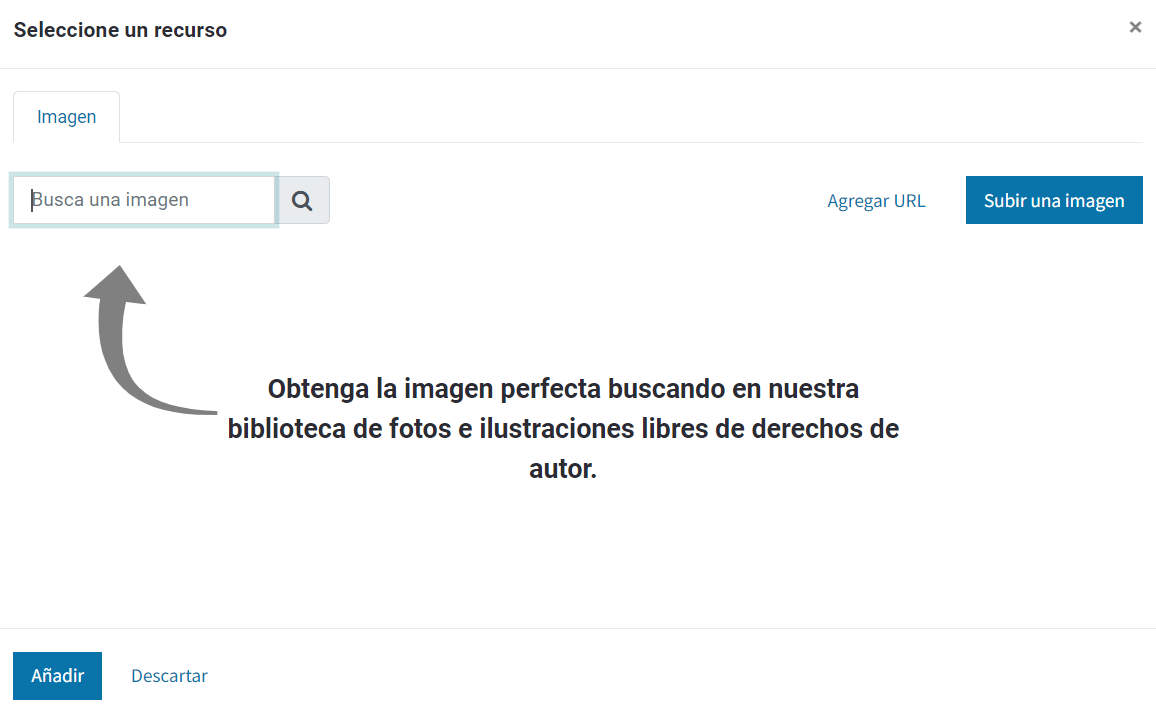 Seleccione un recurso
×
Imagen
Busca una imagen
Agregar URL
Subir una imagen
Obtenga la imagen perfecta buscando en nuestra
biblioteca de fotos e ilustraciones libres de derechos de
autor.
Añadir
Descartar